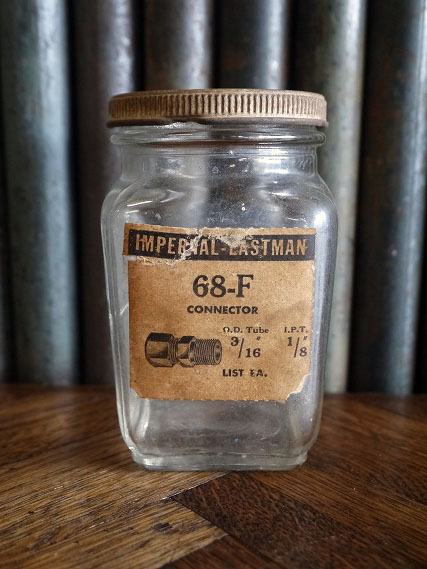 IMPERIAL-EASTMAN
68-F
CONNECTOR
O.D. Tube I.P.T.
3/16" 1/8"
LIST EA.